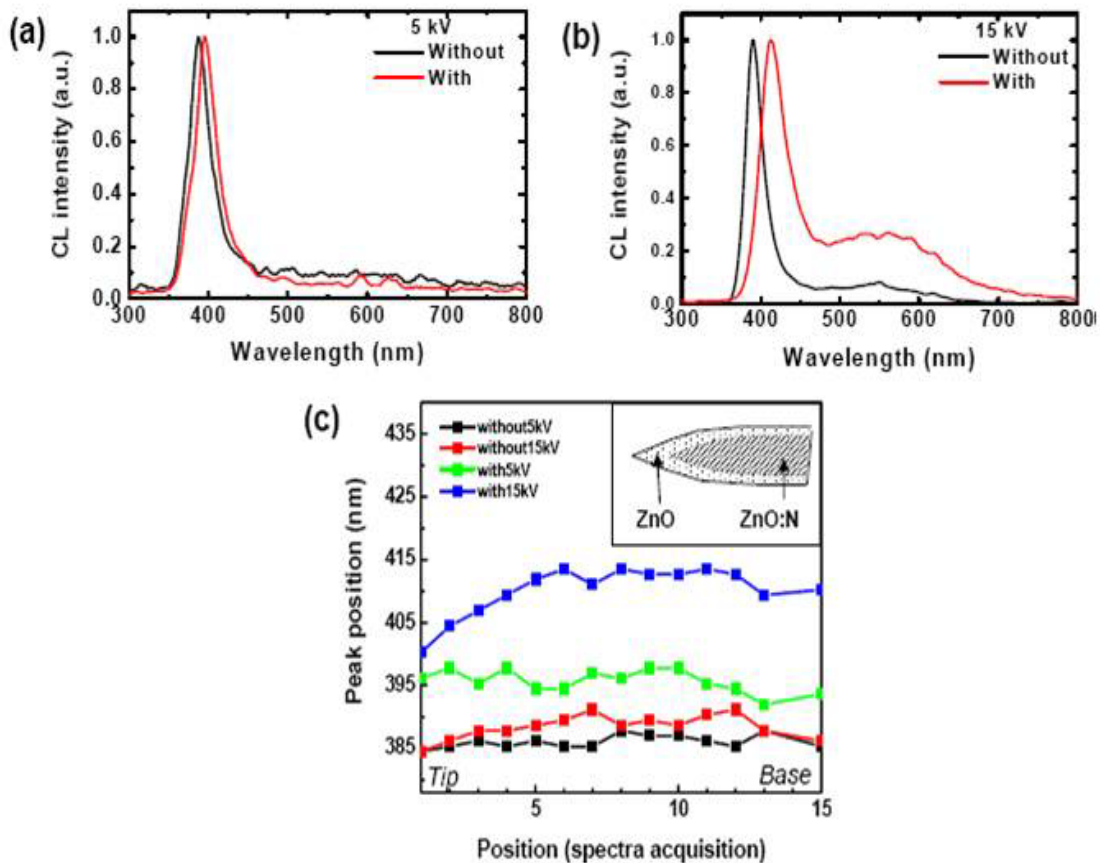 (a)
5 kV
Without
With
CL intensity (a.u.)
1.0
0.8
0.6
0.4
0.2
0.0
300 400 500 600 700 800
Wavelength (nm)
(b)
15 kV
Without
With
CL intensity (a.u.)
1.0
0.8
0.6
0.4
0.2
0.0
300 400 500 600 700 800
Wavelength (nm)
(c)
without5kV
without15kV
with5kV
with15kV
ZnO ZnO:N
Peak position (nm)
435
425
415
405
395
385
Tip Base
5 10 15
Position (spectra acquisition)